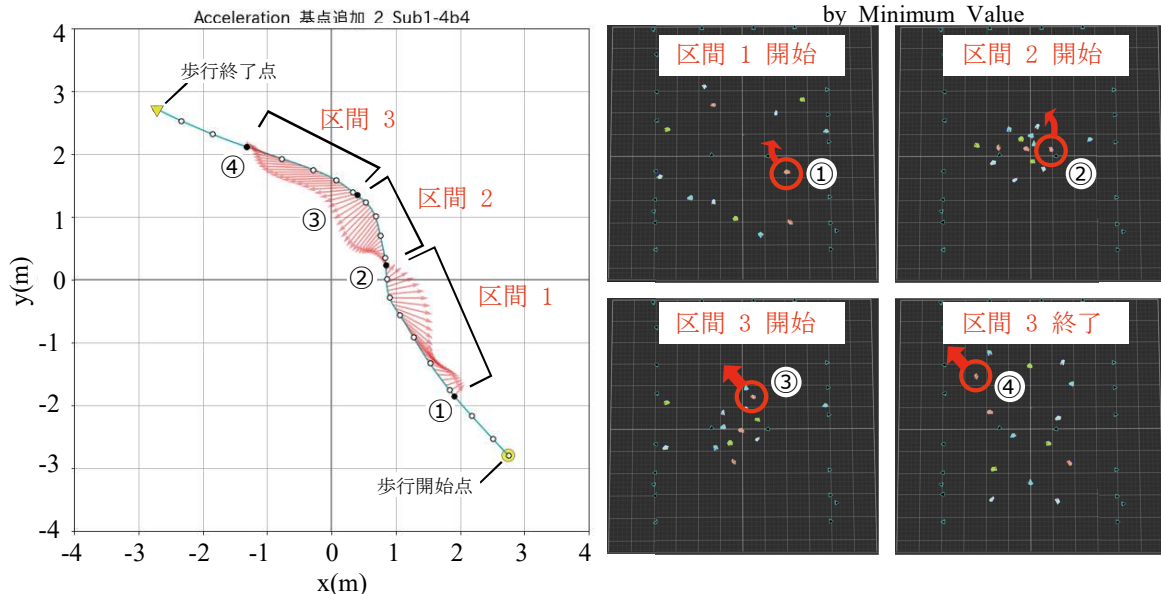 Acceleration 基点追加 2 Sub1-4b4
by Minimum Value
4
3
2
1
0
-1
-2
-3
-4
y(m)
-4
-3
-2
-1
0
1
2
3
4
x(m)
歩行終了点
区間 3
④
区間 2
③
②
区間 1
①
歩行開始点
区間 1 開始
①
区間 2 開始
②
区間 3 開始
③
区間 3 終了
④